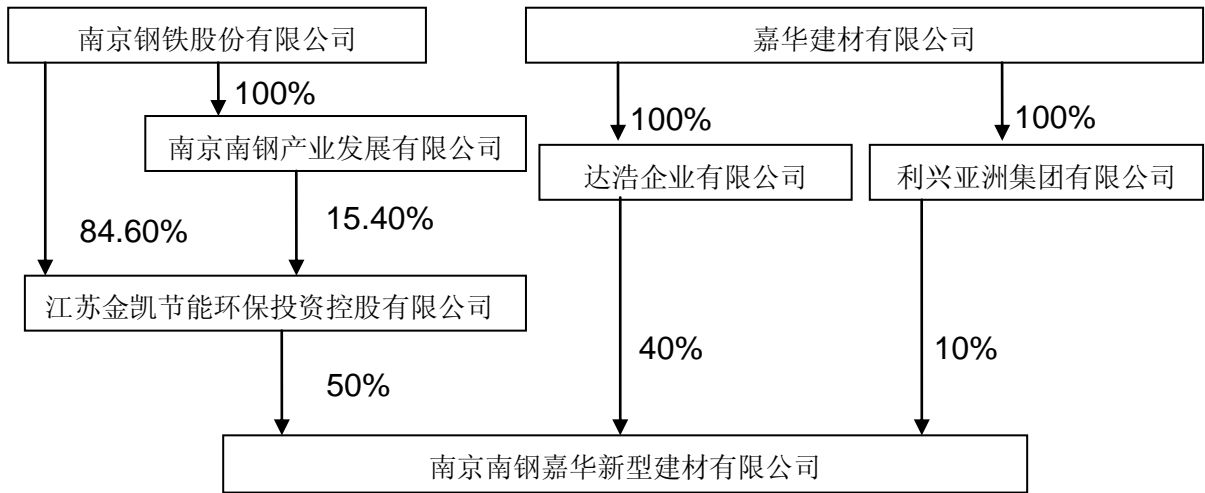 南京钢铁股份有限公司
嘉华建材有限公司
100%
100%
100%
南京南钢产业发展有限公司
达浩企业有限公司
利兴亚洲集团有限公司
84.60%
15.40%
江苏金凯节能环保投资控股有限公司
50%
40%
10%
南京南钢嘉华新型建材有限公司